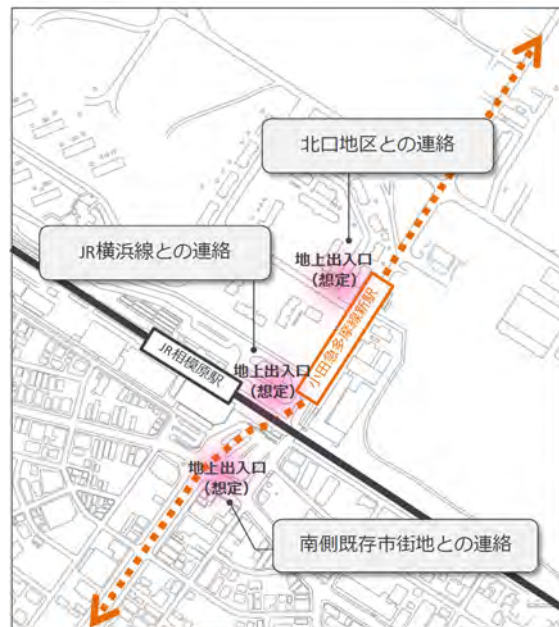 北口地区との連絡
地上出入口
(想定)
JR横浜線との連絡
小田急多摩線新駅
JR相模原駅
地上出入口
(想定)
地上出入口
(想定)
南側既存市街地との連絡